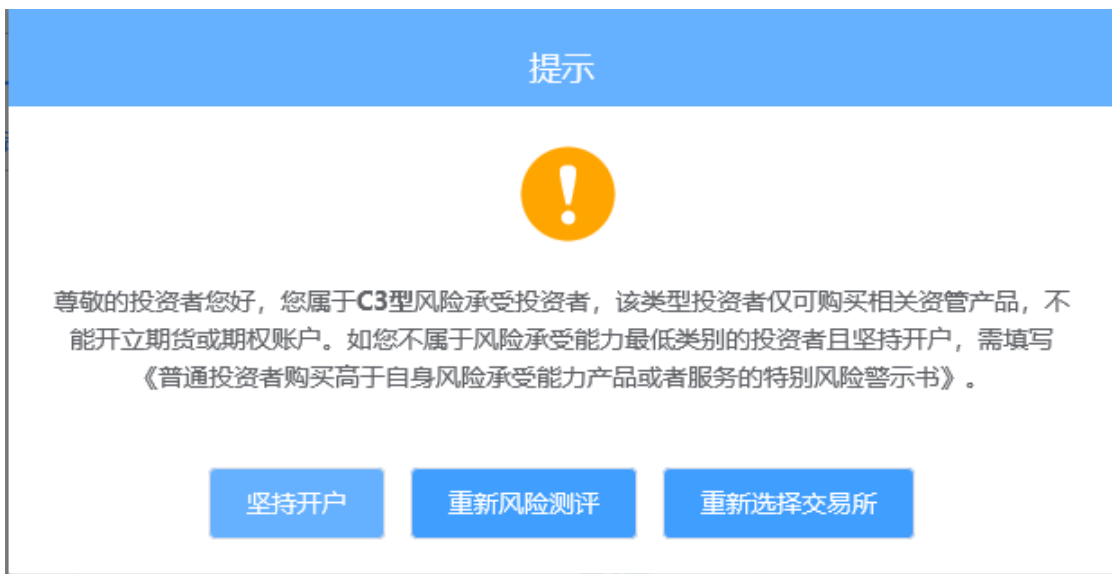 提示
尊敬的投资者您好，您属于C3型风险承受投资者，该类型投资者仅可购买相关资管产品，不
能开立期货或期权账户。如您不属于风险承受能力最低类别的投资者且坚持开户，需填写
《普通投资者购买高于自身风险承受能力产品或者服务的特别风险警示书》。
坚持开户
重新风险测评
重新选择交易所